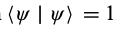 ⟨ψ | ψ⟩ = 1